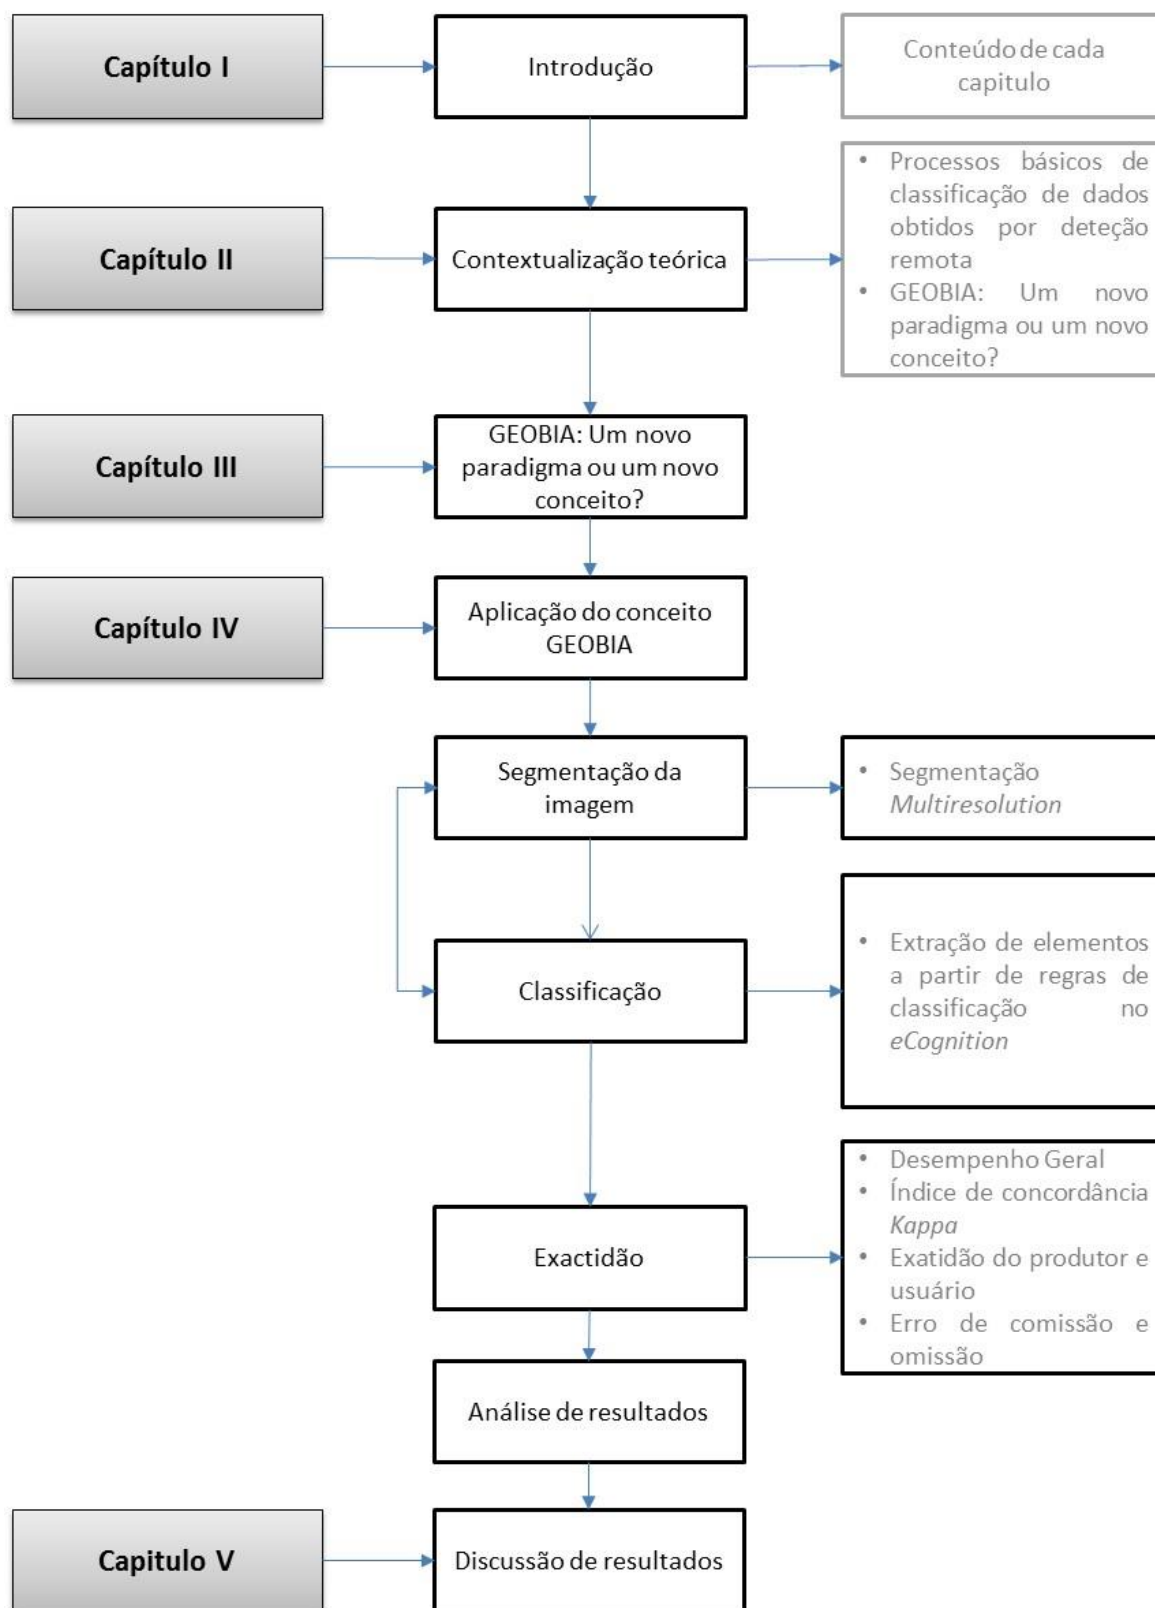 Capítulo I
Introdução
Conteúdo de cada
capitulo
Capítulo II
Contextualização teórica
• Processos básicos de
classificação de dados
obtidos por deteção
remota
• GEOBIA: Um novo
paradigma ou um novo
conceito?
Capítulo III
GEOBIA: Um novo
paradigma ou um novo
conceito?
Capítulo IV
Aplicação do conceito
GEOBIA
Segmentação da
imagem
• Segmentação
Multiresolution
Classificação
• Extração de elementos
a partir de regras de
classificação no
eCognition
Exactidão
• Desempenho Geral
• Índice de concordância
Kappa
• Exatidão do produtor e
usuário
• Erro de comissão e
omissão
Análise de resultados
Capitulo V
Discussão de resultados